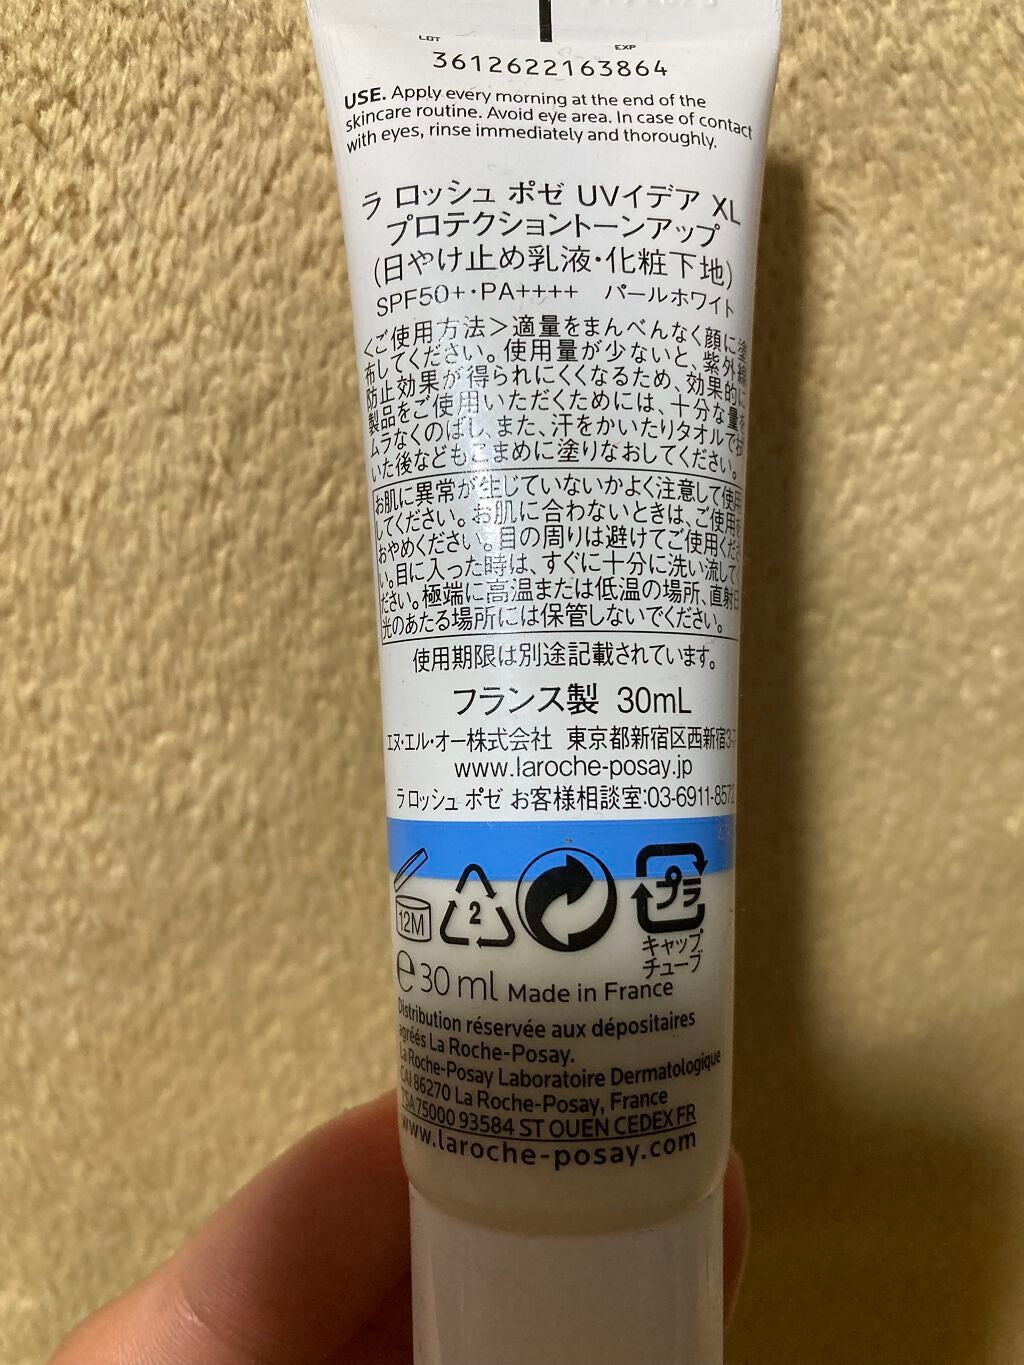 LOT
EXP
3612622163864
USE. Apply every morning at the end of the
skincare routine. Avoid eye area. In case of contact
with eyes, rinse immediately and thoroughly.
ラ ロッシュ ポゼ UVイデア XL
プロテクショントーンアップ
(日やけ止め乳液・化粧下地)
SPF50+・PA++++ パールホワイト
<ご使用方法>適量をまんべんなく顔に塗
布してください。使用量が少ないと、紫外線
防止効果が得られにくくなるため、効果的に
製品をご使用いただくためには、十分な量を
ムラなくのばし、また、汗をかいたりタオルで拭
いた後などもこまめに塗りなおしてください。
お肌に異常が生じていないかよく注意して使用
してください。お肌に合わないときは、ご使用を
おやめください。目の周りは避けてご使用くださ
い。目に入った時は、すぐに十分に洗い流してく
ださい。極端に高温または低温の場所、直射日
光のあたる場所には保管しないでください。
使用期限は別途記載されています。
フランス製 30mL
エヌ・エル・オー株式会社 東京都新宿区西新宿3-7
www.laroche-posay.jp
ラ ロッシュ ポゼ お客様相談室:03-6911-8572
12M
2
プラ
キャップ
チューブ
℮ 30 ml Made in France
Distribution réservée aux dépositaires
agréés La Roche-Posay.
La Roche-Posay Laboratoire Dermatologique
CAI 86270 La Roche-Posay, France
TSA 75000 93584 ST OUEN CEDEX FR
www.laroche-posay.com